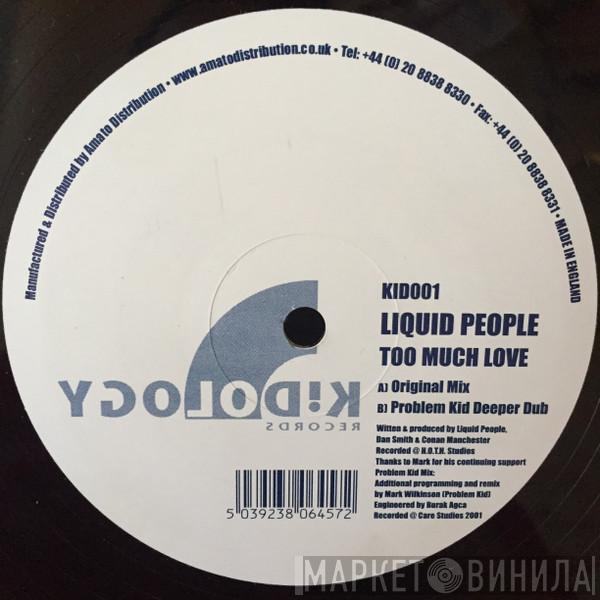 Manufactured & Distributed by Amato Distribution • www.amatodistribution.co.uk • Tel: +44 (0) 20 8838 8330 • Fax: +44 (0) 20 8838 8331 • MADE IN ENGLAND
KID001
LIQUID PEOPLE
TOO MUCH LOVE
A) Original Mix
B) Problem Kid Deeper Dub
K!DOLOGY
RECORDS
Witten & produced by Liquid People,
Dan Smith & Conan Manchester
Recorded @ H.O.T.H. Studios
Thanks to Mark for his continuing support
Problem Kid Mix:
Additional programming and remix
by Mark Wilkinson (Problem Kid)
Engineered by Burak Agca
Recorded @ Care Studios 2001
5 039238 064572
МАРКЕТ ВИНИЛА